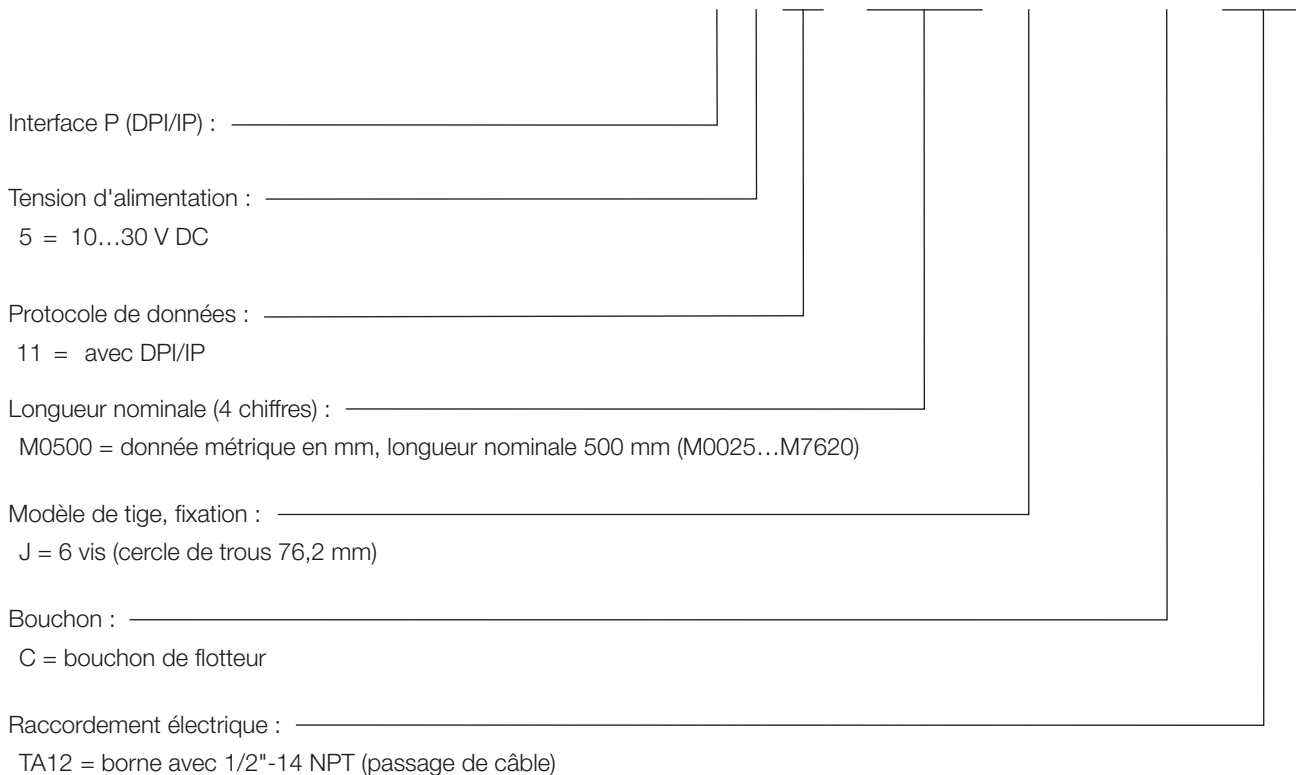 Interface P (DPI/IP) :
Tension d'alimentation :
5 = 10…30 V DC
Protocole de données :
11 = avec DPI/IP
Longueur nominale (4 chiffres) :
M0500 = donnée métrique en mm, longueur nominale 500 mm (M0025…M7620)
Modèle de tige, fixation :
J = 6 vis (cercle de trous 76,2 mm)
Bouchon :
C = bouchon de flotteur
Raccordement électrique :
TA12 = borne avec 1/2"-14 NPT (passage de câble)